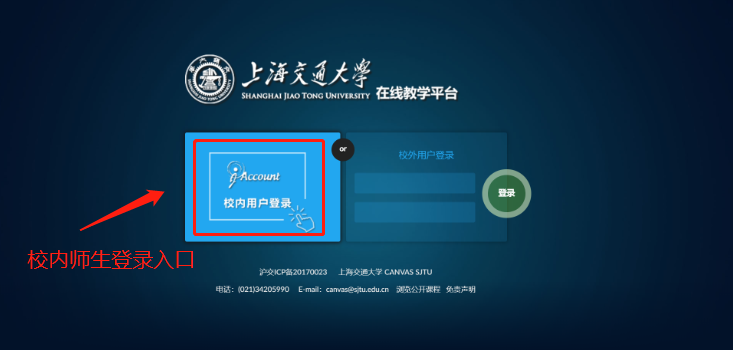 上海交通大学
SHANGHAI JIAO TONG UNIVERSITY
在线教学平台
or
校外用户登录
jAccount
校内用户登录
登录
校内师生登录入口
沪交ICP备20170023 上海交通大学 CANVAS SJTU
电话：(021)34205990 E-mail：canvas@sjtu.edu.cn 浏览公开课程 免责声明